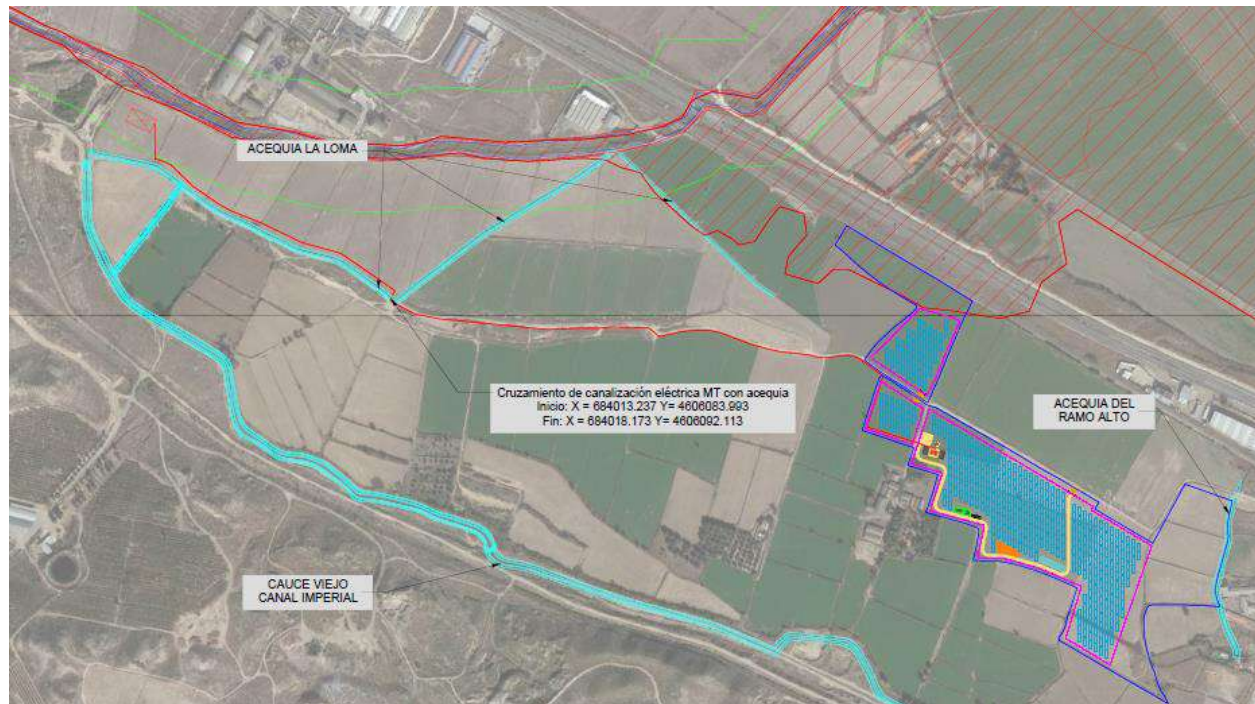 ACEQUIA LA LOMA
Cruzamiento de canalización eléctrica MT con acequia
Inicio: X = 684013.237 Y= 4606083.993
Fin: X = 684018.173 Y= 4606092.113
ACEQUIA DEL
RAMO ALTO
CAUCE VIEJO
CANAL IMPERIAL